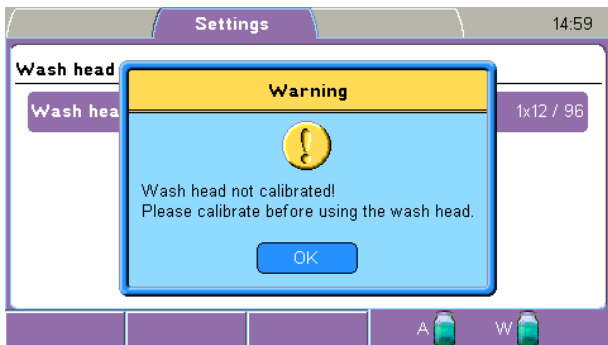 Settings
14:59
Wash head
Wash hea
1x12 / 96
Warning
Wash head not calibrated!
Please calibrate before using the wash head.
OK
A
W